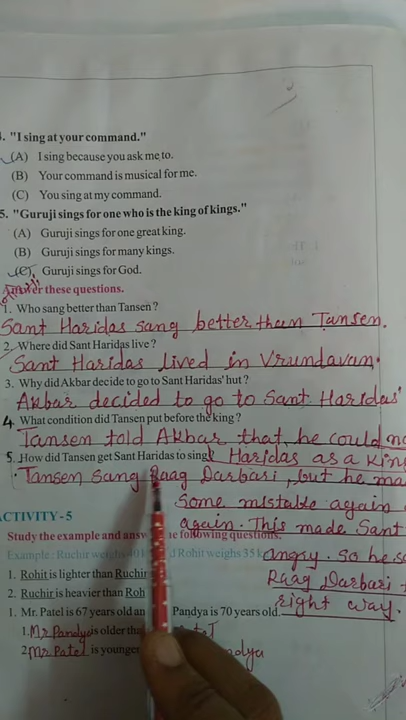 4. "I sing at your command."
(A) I sing because you ask me to.
(B) Your command is musical for me.
(C) You sing at my command.
5. "Guruji sings for one who is the king of kings."
(A) Guruji sings for one great king.
(B) Guruji sings for many kings.
(C) Guruji sings for God.
Answer these questions.
1. Who sang better than Tansen ?
Sant Haridas sang better than Tansen.
2. Where did Sant Haridas live ?
Sant Haridas lived in Vrundavan.
3. Why did Akbar decide to go to Sant Haridas' hut ?
Akbar decided to go to Sant Haridas'
4. What condition did Tansen put before the king ?
Tansen told Akbar that he could
5. How did Tansen get Sant Haridas to sing
Haridas as a
Tansen sang Raag Darbari, but he
Some mistable again
again. This made Sant
ACTIVITY - 5
Study the example and the following questions.
Example : Ruchir weighs Rohit weighs 35
angry. So he
1. Rohit is lighter than Ruchir
Raag Darbari
2. Ruchir is heavier than
right way.
1. Mr. Patel is 67 years old Pandya is 70 years old.
1. Mr Pandya is older
2. Mr Patel is younger